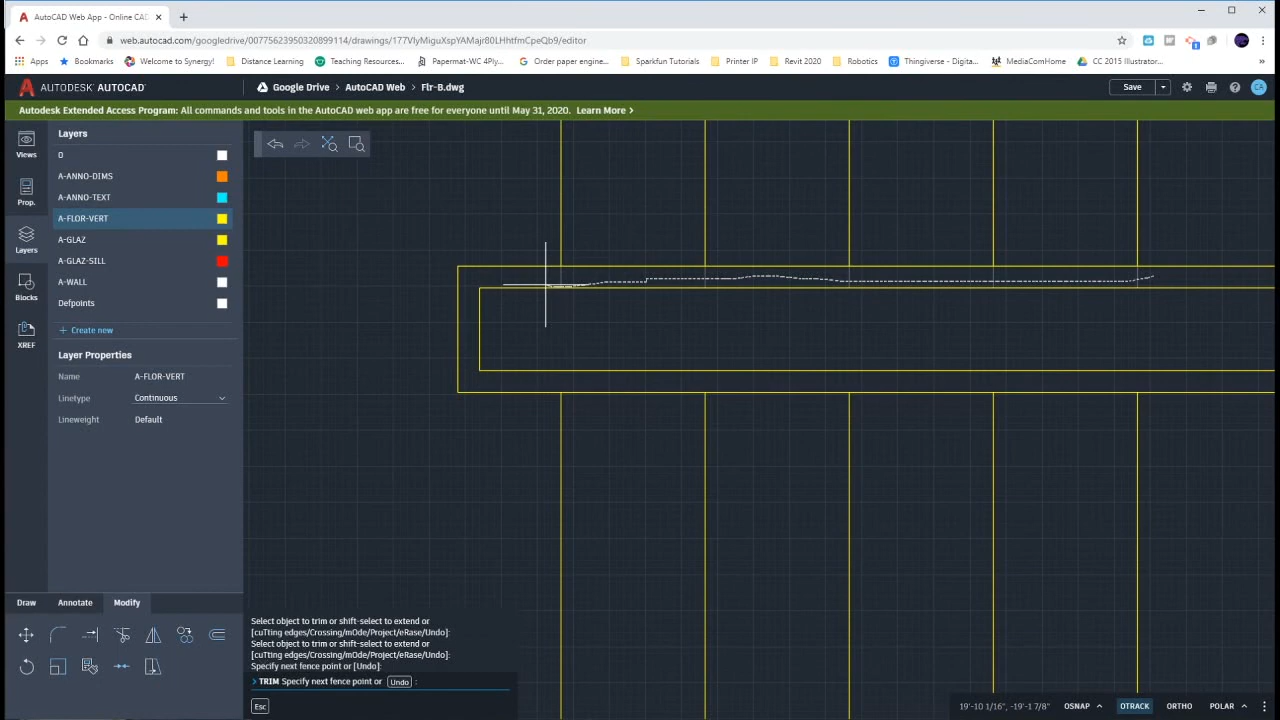 AutoCAD Web App - Online CA
web.autocad.com/googledrive/00775623950320899114/drawings/177VIyMiguXspYAMajr80LHhtfmCpeQb9/editor
Apps Bookmarks Welcome to Synergy! Distance Learning Teaching Resources... Papermat-WC 4Ply... Order paper engine... Sparkfun Tutorials Printer IP Revit 2020 Robotics Thingiverse - Digita... MediaComHome CC 2015 Illustrator...
AUTODESK® AUTOCAD® Google Drive > AutoCAD Web > Flr-B.dwg Save
Autodesk Extended Access Program: All commands and tools in the AutoCAD web app are free for everyone until May 31, 2020. Learn More >
Views
Prop.
Layers
Blocks
XREF
Layers
0
A-ANNO-DIMS
A-ANNO-TEXT
A-FLOR-VERT
A-GLAZ
A-GLAZ-SILL
A-WALL
Defpoints
+ Create new
Layer Properties
Name A-FLOR-VERT
Linetype Continuous
Lineweight Default
Draw Annotate Modify
Select object to trim or shift-select to extend or
[cuTting edges/Crossing/mOde/Project/eRase/Undo]:
Select object to trim or shift-select to extend or
[cuTting edges/Crossing/mOde/Project/eRase/Undo]:
Specify next fence point or [Undo]:
> TRIM Specify next fence point or Undo :
Esc
19'-10 1/16", -19'-1 7/8" OSNAP OTRACK ORTHO POLAR